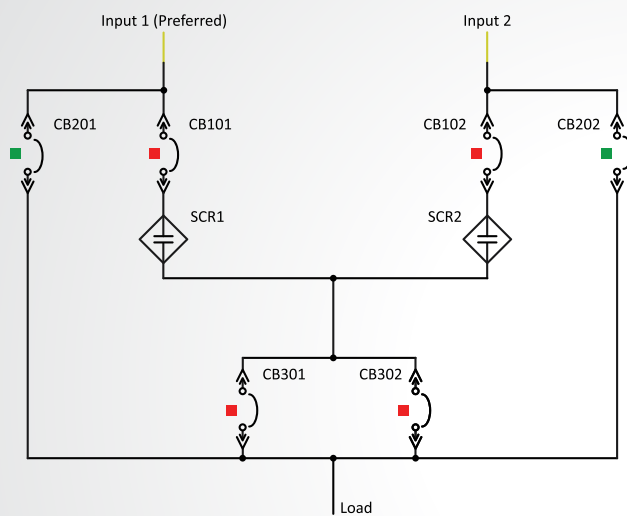 Input 1 (Preferred)
Input 2
CB201
CB101
CB102
CB202
SCR1
SCR2
CB301
CB302
Load